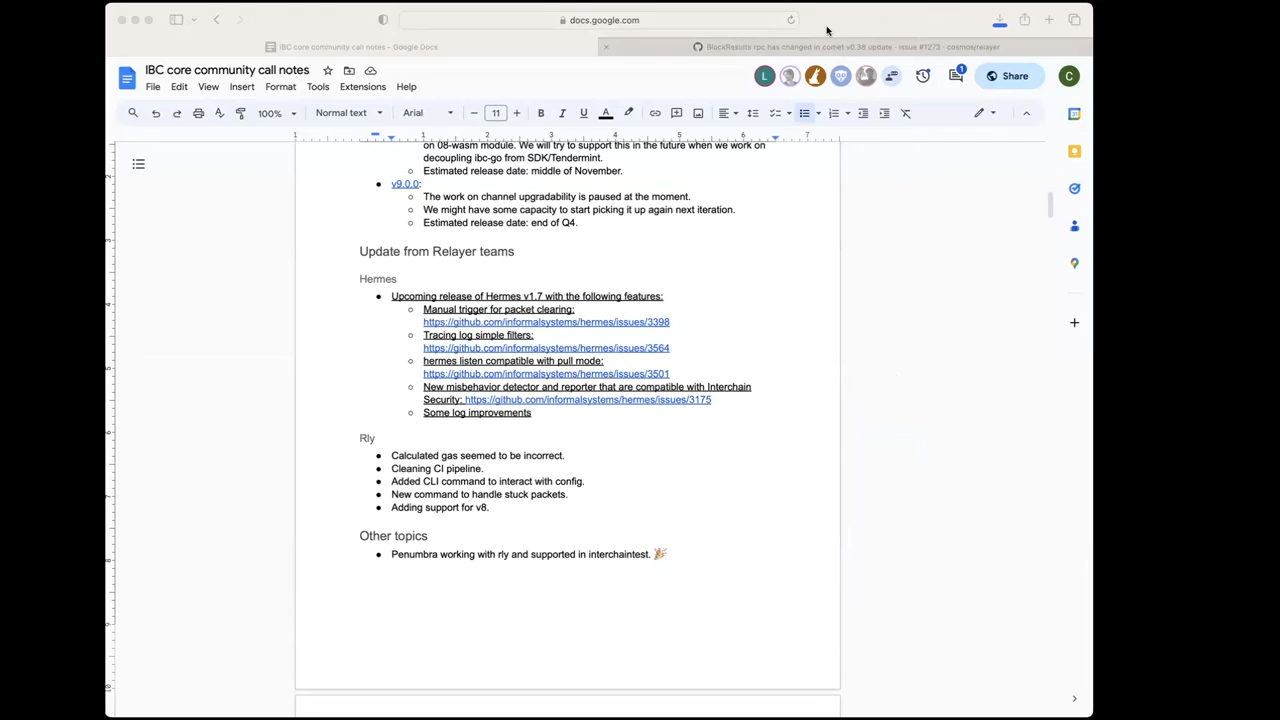 docs.google.com
IBC core community call notes - Google Docs
BlockResults rpc has changed in comet v0.38 update · Issue #1273 · cosmos/relayer
IBC core community call notes
File Edit View Insert Format Tools Extensions Help
L
1
Share
C
100% Normal text Arial 11
1 1 2 3 4 5 6 7
on 08-wasm module. We will try to support this in the future when we work on
decoupling ibc-go from SDK/Tendermint.
Estimated release date: middle of November.
v9.0.0:
The work on channel upgradability is paused at the moment.
We might have some capacity to start picking it up again next iteration.
Estimated release date: end of Q4.
Update from Relayer teams
Hermes
Upcoming release of Hermes v1.7 with the following features:
Manual trigger for packet clearing:
https://github.com/informalsystems/hermes/issues/3398
Tracing log simple filters:
https://github.com/informalsystems/hermes/issues/3564
hermes listen compatible with pull mode:
https://github.com/informalsystems/hermes/issues/3501
New misbehavior detector and reporter that are compatible with Interchain
Security: https://github.com/informalsystems/hermes/issues/3175
Some log improvements
Rly
Calculated gas seemed to be incorrect.
Cleaning CI pipeline.
Added CLI command to interact with config.
New command to handle stuck packets.
Adding support for v8.
Other topics
Penumbra working with rly and supported in interchaintest. 🎉